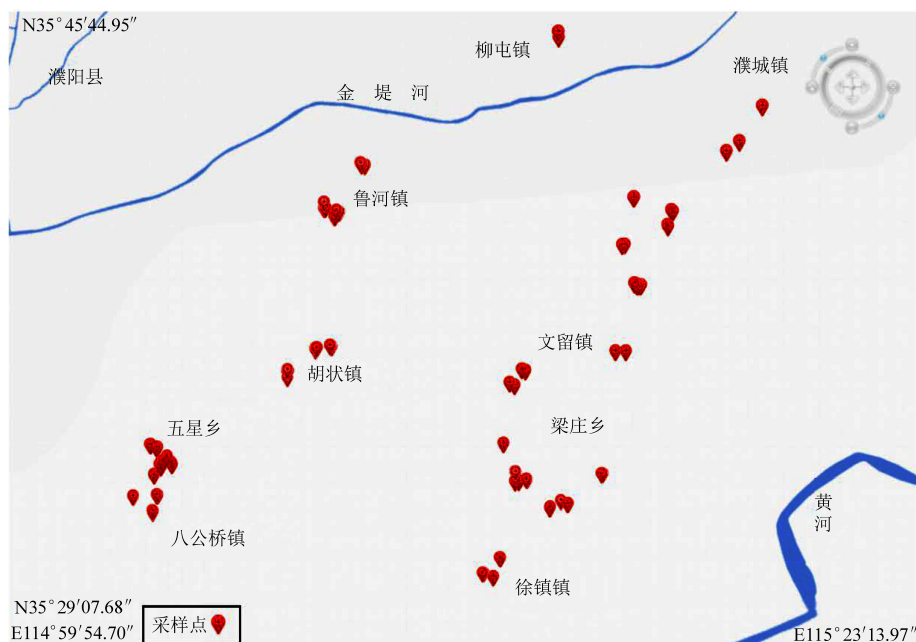 N35°45′44.95″
柳屯镇
濮城镇
濮阳县
金堤河
鲁河镇
文留镇
胡状镇
五星乡
梁庄乡
黄
河
八公桥镇
徐镇镇
N35°29′07.68″
E114°59′54.70″
采样点
E115°23′13.97″